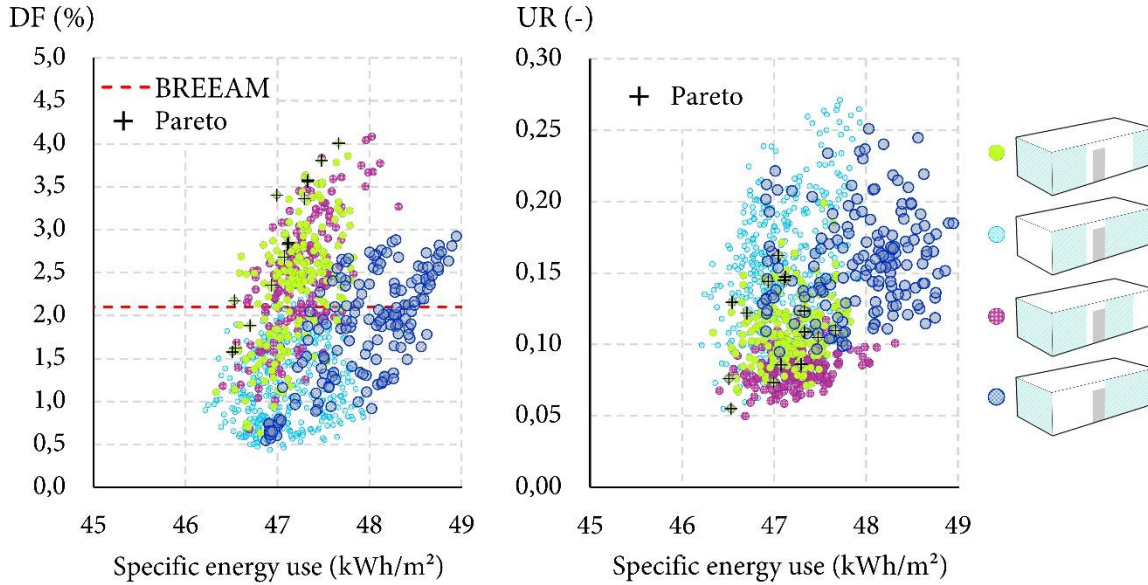 DF (%)
5,0
4,5
4,0
3,5
3,0
2,5
2,0
1,5
1,0
0,5
0,0
BREEAM
Pareto
45 46 47 48 49
Specific energy use (kWh/m²)
UR (-)
0,30
0,25
0,20
0,15
0,10
0,05
0,00
Pareto
45 46 47 48 49
Specific energy use (kWh/m²)